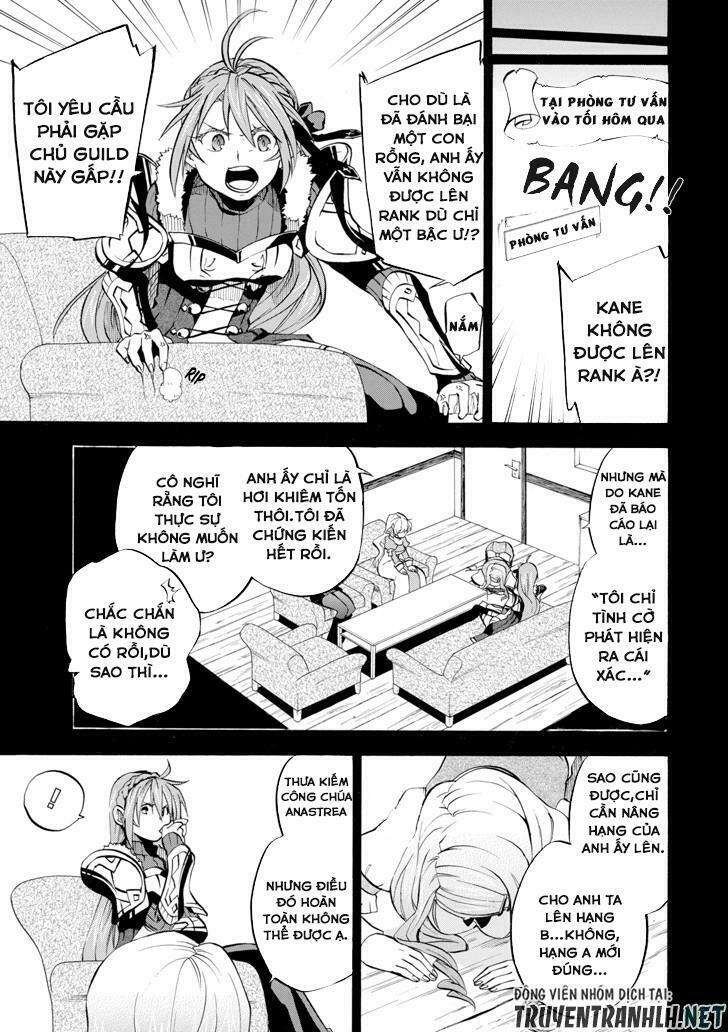 TẠI PHÒNG TƯ VẤN
VÀO TỐI HÔM QUA
BANG!!
PHÒNG TƯ VẤN
KANE
KHÔNG
ĐƯỢC LÊN
RANK À?!
CHO DÙ LÀ
ĐÃ ĐÁNH BẠI
MỘT CON
RỒNG, ANH ẤY
VẪN KHÔNG
ĐƯỢC LÊN
RANK DÙ CHỈ
MỘT BẬC Ư!?
NẮM
TÔI YÊU CẦU
PHẢI GẶP
CHỦ GUILD
NÀY GẤP!!
RIP
NHƯNG MÀ
DO KANE
ĐÃ BÁO
CÁO LẠI
LÀ...
"TÔI CHỈ
TÌNH CỜ
PHÁT HIỆN
RA CÁI
XÁC..."
ANH ẤY CHỈ LÀ
HƠI KHIÊM TỐN
THÔI.TÔI ĐÃ
CHỨNG KIẾN
HẾT RỒI.
CÔ NGHĨ
RẰNG TÔI
THỰC SỰ
KHÔNG MUỐN
LÀM Ư?
CHẮC CHẮN
LÀ KHÔNG
CÓ RỒI,DÙ
SAO THÌ...
SAO CŨNG
ĐƯỢC,CHỈ
CẦN NÂNG
HẠNG CỦA
ANH ẤY LÊN.
CHO ANH TA
LÊN HẠNG
B...KHÔNG,
HẠNG A MỚI
ĐÚNG...
THƯA KIẾM
CÔNG CHÚA
ANASTREA
NHƯNG ĐIỀU
ĐÓ HOÀN
TOÀN KHÔNG
THỂ ĐƯỢC Ạ.
!
ĐỘNG VIÊN NHÓM DỊCH TẠI:
TRUYENTRANHLH.NET